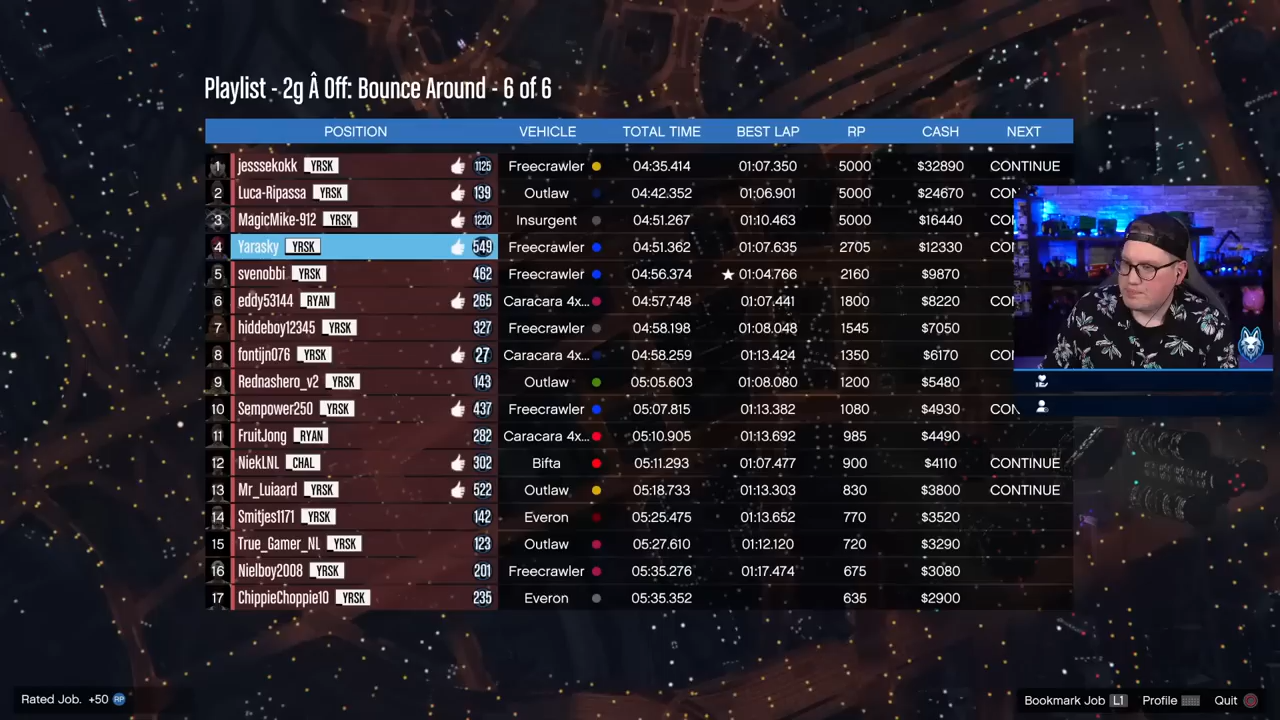 Playlist - 2g Â Off: Bounce Around - 6 of 6
POSITION VEHICLE TOTAL TIME BEST LAP RP CASH NEXT
1 jesssekokk YRSK 1125 Freecrawler 04:35.414 01:07.350 5000 $32890 CONTINUE
2 Luca-Ripassa YRSK 139 Outlaw 04:42.352 01:06.901 5000 $24670
3 MagicMike-912 YRSK 1220 Insurgent 04:51.267 01:10.463 5000 $16440
4 Yarasky YRSK 549 Freecrawler 04:51.362 01:07.635 2705 $12330
5 svenobbi YRSK 462 Freecrawler 04:56.374 01:04.766 2160 $9870
6 eddy53144 RYAN 265 Caracara 4x... 04:57.748 01:07.441 1800 $8220
7 hiddeboy12345 YRSK 327 Freecrawler 04:58.198 01:08.048 1545 $7050
8 fontijn076 YRSK 27 Caracara 4x... 04:58.259 01:13.424 1350 $6170
9 Rednashero_v2 YRSK 143 Outlaw 05:05.603 01:08.080 1200 $5480
10 Sempower250 YRSK 437 Freecrawler 05:07.815 01:13.382 1080 $4930
11 FruitJong RYAN 282 Caracara 4x... 05:10.905 01:13.692 985 $4490
12 NiekLNL CHAL 302 Bifta 05:11.293 01:07.477 900 $4110 CONTINUE
13 Mr_Luiaard YRSK 522 Outlaw 05:18.733 01:13.303 830 $3800 CONTINUE
14 Smitjes1171 YRSK 142 Everon 05:25.475 01:13.652 770 $3520
15 True_Gamer_NL YRSK 123 Outlaw 05:27.610 01:12.120 720 $3290
16 Nielboy2008 YRSK 201 Freecrawler 05:35.276 01:17.474 675 $3080
17 ChippieChoppie10 YRSK 235 Everon 05:35.352 635 $2900
Rated Job. +50 RP
Bookmark Job L1 Profile Quit